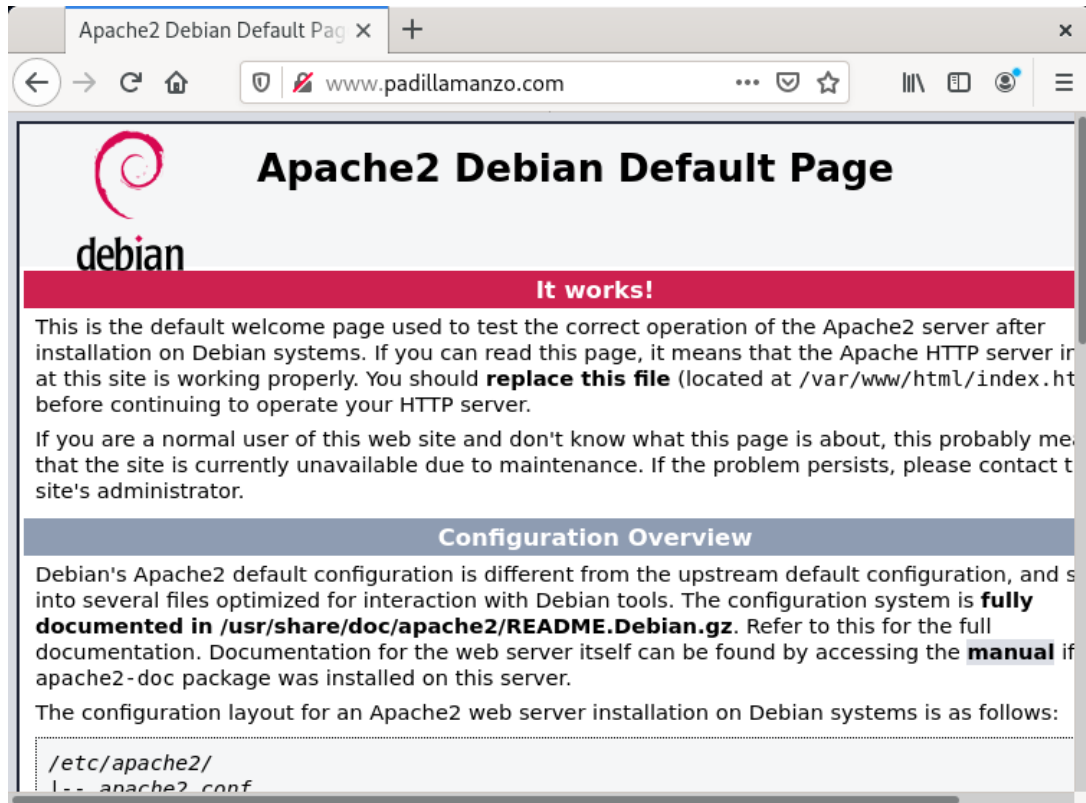 Apache2 Debian Default Pag
www.padillamanzo.com
debian
Apache2 Debian Default Page
It works!
This is the default welcome page used to test the correct operation of the Apache2 server after
installation on Debian systems. If you can read this page, it means that the Apache HTTP server in
at this site is working properly. You should replace this file (located at /var/www/html/index.ht
before continuing to operate your HTTP server.
If you are a normal user of this web site and don't know what this page is about, this probably mea
that the site is currently unavailable due to maintenance. If the problem persists, please contact t
site's administrator.
Configuration Overview
Debian's Apache2 default configuration is different from the upstream default configuration, and s
into several files optimized for interaction with Debian tools. The configuration system is fully
documented in /usr/share/doc/apache2/README.Debian.gz. Refer to this for the full
documentation. Documentation for the web server itself can be found by accessing the manual if
apache2-doc package was installed on this server.
The configuration layout for an Apache2 web server installation on Debian systems is as follows:
/etc/apache2/
|-- apache2.conf